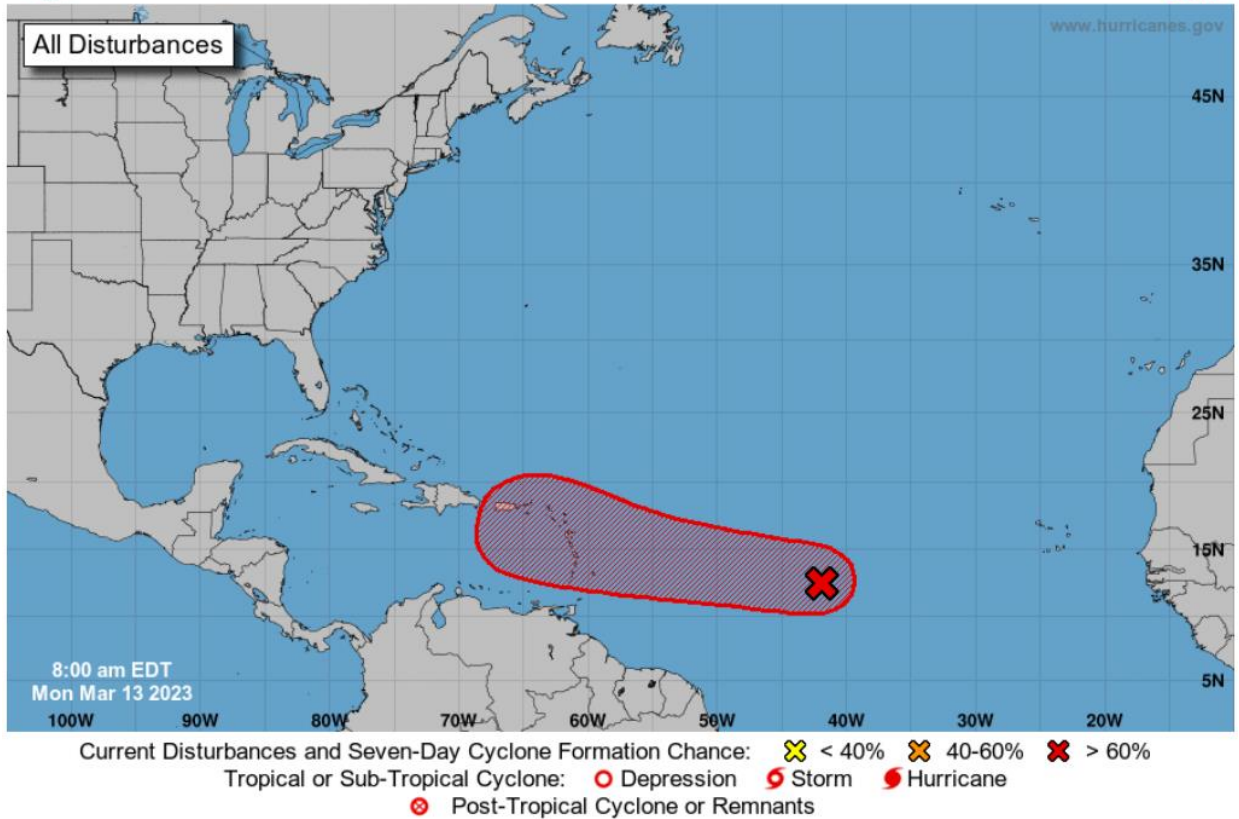 All Disturbances
www.hurricanes.gov
45N
35N
25N
15N
5N
8:00 am EDT
Mon Mar 13 2023
100W 90W 80W 70W 60W 50W 40W 30W 20W
Current Disturbances and Seven-Day Cyclone Formation Chance: < 40% 40-60% > 60%
Tropical or Sub-Tropical Cyclone: Depression Storm Hurricane
Post-Tropical Cyclone or Remnants